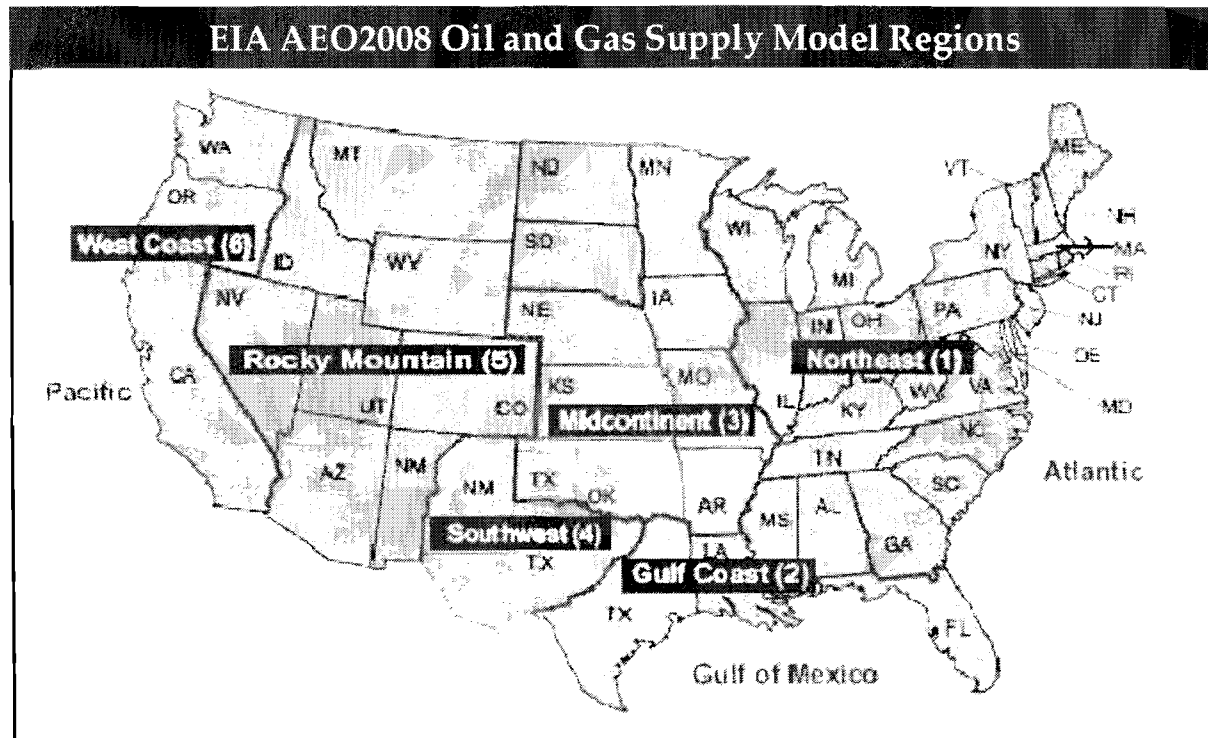 EIA AEO2008 Oil and Gas Supply Model Regions
WA
MT
ND
MN
VT
ME
OR
NH
West Coast (6)
ID
SD
WI
NY
MA
WV
MI
RI
CT
NV
NE
IA
PA
NJ
IN
OH
Rocky Mountain (5)
Northeast (1)
DE
Pacific
CA
UT
CO
KS
MO
IL
KY
WV
VA
MD
Midcontinent (3)
NC
AZ
NM
NM
TX
OK
TN
Atlantic
AR
SC
Southwest (4)
MS
AL
GA
TX
LA
Gulf Coast (2)
TX
FL
Gulf of Mexico